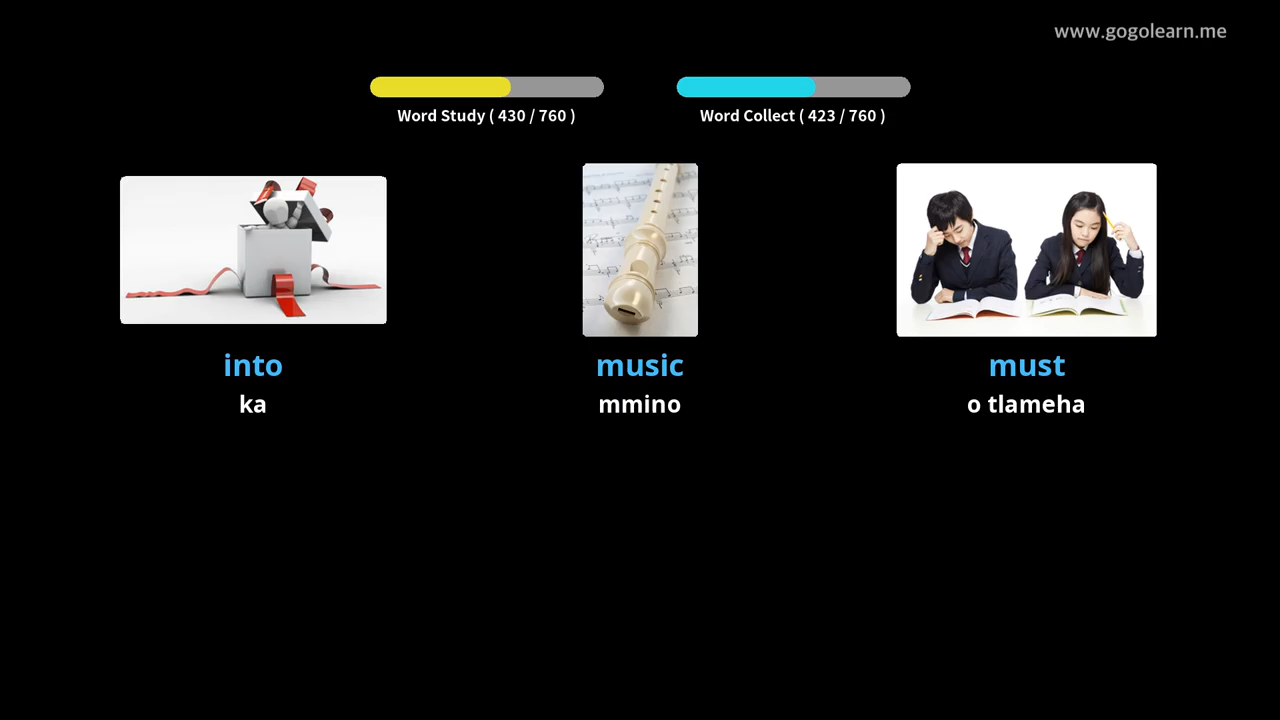 www.gogolearn.me
Word Study ( 430 / 760 )
Word Collect ( 423 / 760 )
into
music
must
ka
mmino
o tlameha